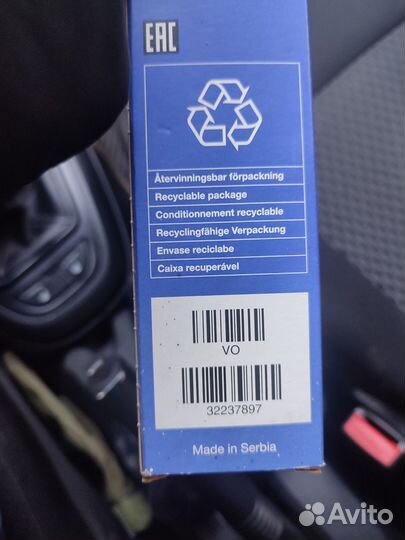 EAC
Återvinningsbar förpackning
Recyclable package
Conditionnement recyclable
Recyclingfähige Verpackung
Envase reciclabe
Caixa recuperável
VO
32237897
Made in Serbia
Avito